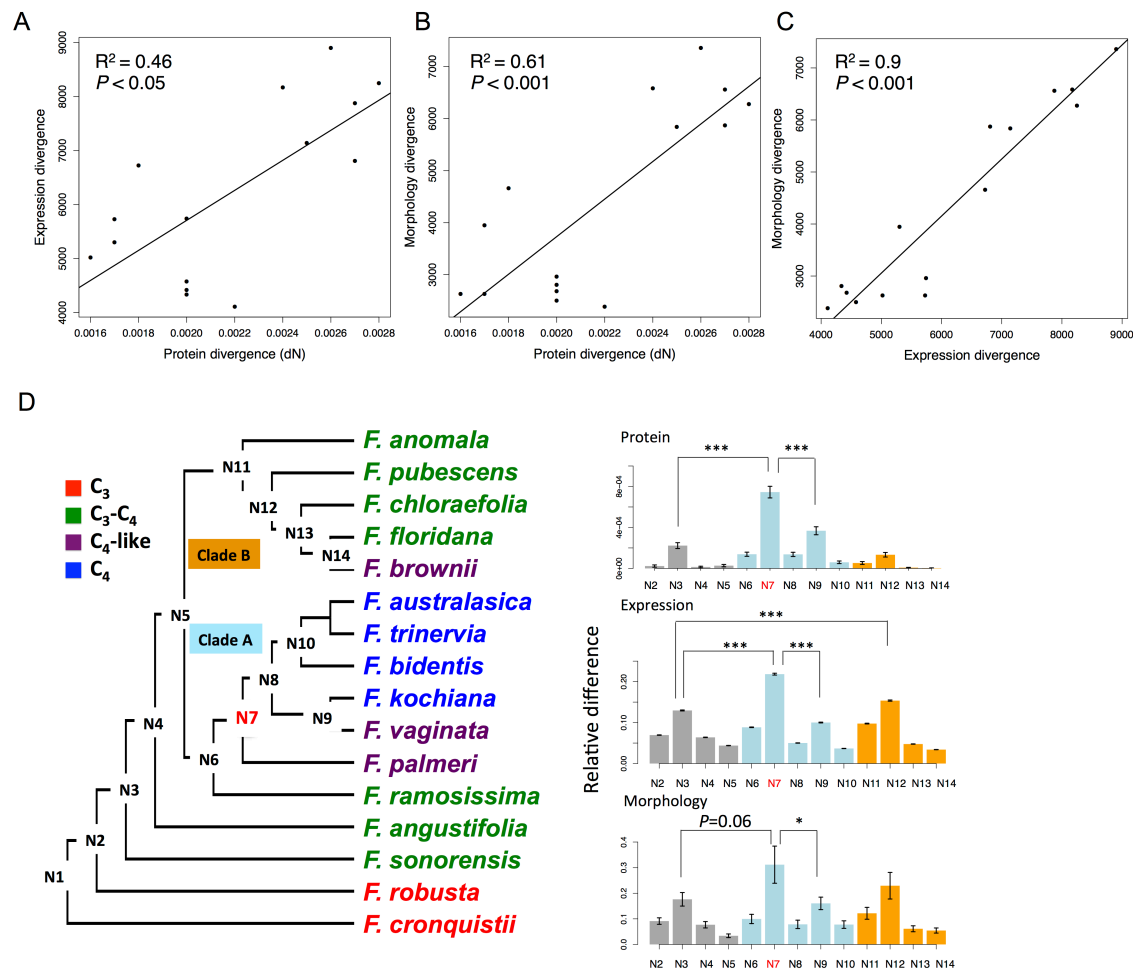 A
R² = 0.46
P < 0.05
Expression divergence
4000 5000 6000 7000 8000 9000
0.0016 0.0018 0.0020 0.0022 0.0024 0.0026 0.0028
Protein divergence (dN)
B
R² = 0.61
P < 0.001
Morphology divergence
3000 4000 5000 6000 7000
0.0016 0.0018 0.0020 0.0022 0.0024 0.0026 0.0028
Protein divergence (dN)
C
R² = 0.9
P < 0.001
Morphology divergence
3000 4000 5000 6000 7000
4000 5000 6000 7000 8000 9000
Expression divergence
D
C₃
C₃-C₄
C₄-like
C₄
Clade B
Clade A
N1
N2
N3
N4
N5
N6
N7
N8
N9
N10
N11
N12
N13
N14
F. anomala
F. pubescens
F. chloraefolia
F. floridana
F. brownii
F. australasica
F. trinervia
F. bidentis
F. kochiana
F. vaginata
F. palmeri
F. ramosissima
F. angustifolia
F. sonorensis
F. robusta
F. cronquistii
Relative difference
Protein
*** ***
0e+00 4e-04 8e-04
N2 N3 N4 N5 N6 N7 N8 N9 N10 N11 N12 N13 N14
Expression
***
*** ***
0.00 0.10 0.20
N2 N3 N4 N5 N6 N7 N8 N9 N10 N11 N12 N13 N14
Morphology
P=0.06 *
0.0 0.1 0.2 0.3 0.4
N2 N3 N4 N5 N6 N7 N8 N9 N10 N11 N12 N13 N14